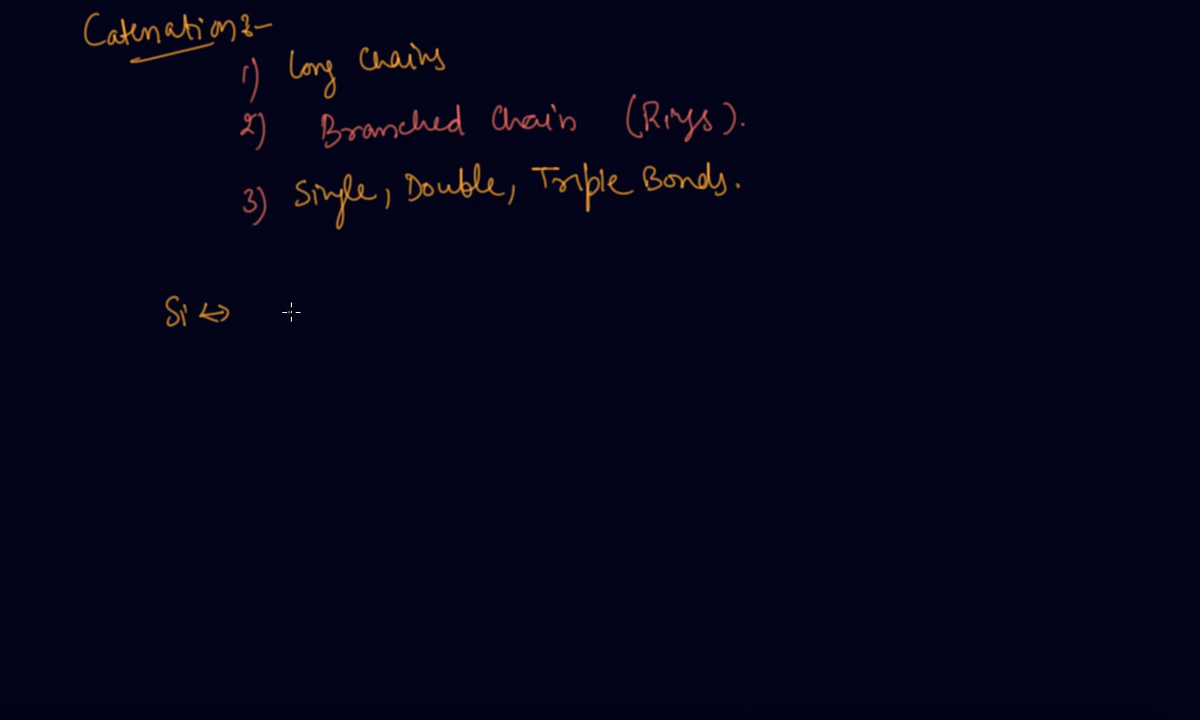 Catenation:-
1) Long Chains
2) Branched Chain (Rings).
3) Single, Double, Triple Bonds.
Si ⇔